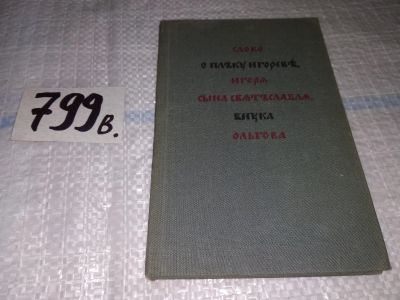 799в.
СЛОВО
О ПЛЪКУ ИГОРЕВѢ,
ИГОРЯ
СЫНА СВЯТЪСЛАВЛЯ,
ВНУКА
ОЛЬГОВА